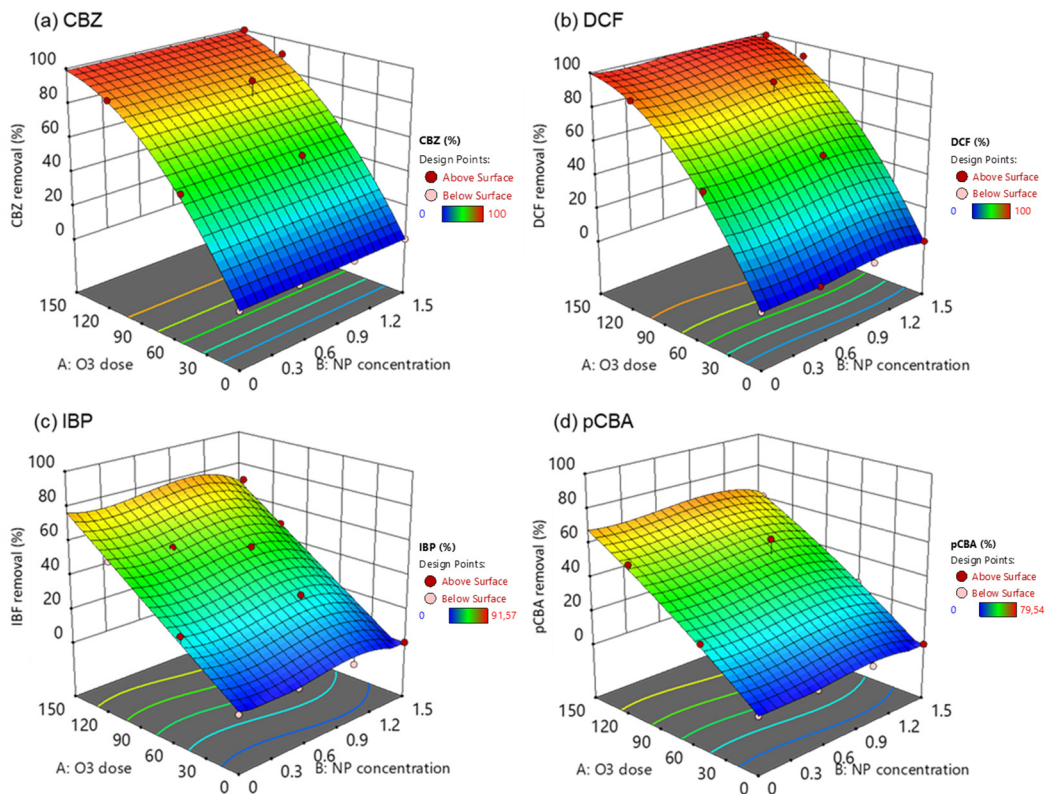 (a) CBZ
100
80
60
40
20
0
CBZ removal (%)
150
120
90
60
30
0
A: O3 dose
0
0.3
0.6
0.9
1.2
1.5
B: NP concentration
CBZ (%)
Design Points:
Above Surface
Below Surface
0 100
(b) DCF
100
80
60
40
20
0
DCF removal (%)
150
120
90
60
30
0
A: O3 dose
0
0.3
0.6
0.9
1.2
1.5
B: NP concentration
DCF (%)
Design Points:
Above Surface
Below Surface
0 100
(c) IBP
100
80
60
40
20
0
IBF removal (%)
150
120
90
60
30
0
A: O3 dose
0
0.3
0.6
0.9
1.2
1.5
B: NP concentration
IBP (%)
Design Points:
Above Surface
Below Surface
0 91,57
(d) pCBA
100
80
60
40
20
0
pCBA removal (%)
150
120
90
60
30
0
A: O3 dose
0
0.3
0.6
0.9
1.2
1.5
B: NP concentration
pCBA (%)
Design Points:
Above Surface
Below Surface
0 79,54